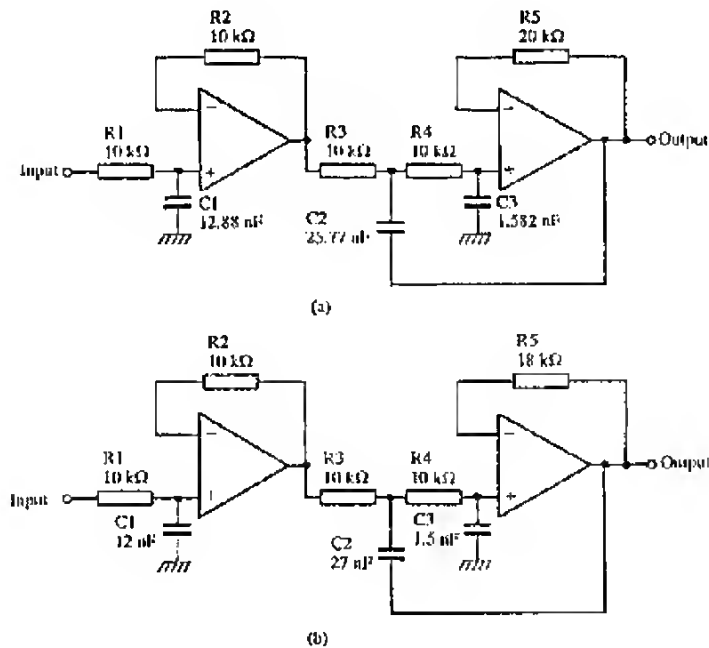 R2
10 kΩ
R5
20 kΩ
R1
10 kΩ
R3
10 kΩ
R4
10 kΩ
Input
Output
C1
12.88 nF
C2
25.77 nF
C3
1.582 nF
(a)
R2
10 kΩ
R5
18 kΩ
R1
10 kΩ
R3
10 kΩ
R4
10 kΩ
Input
Output
C1
12 nF
C2
27 nF
C3
1.5 nF
(b)